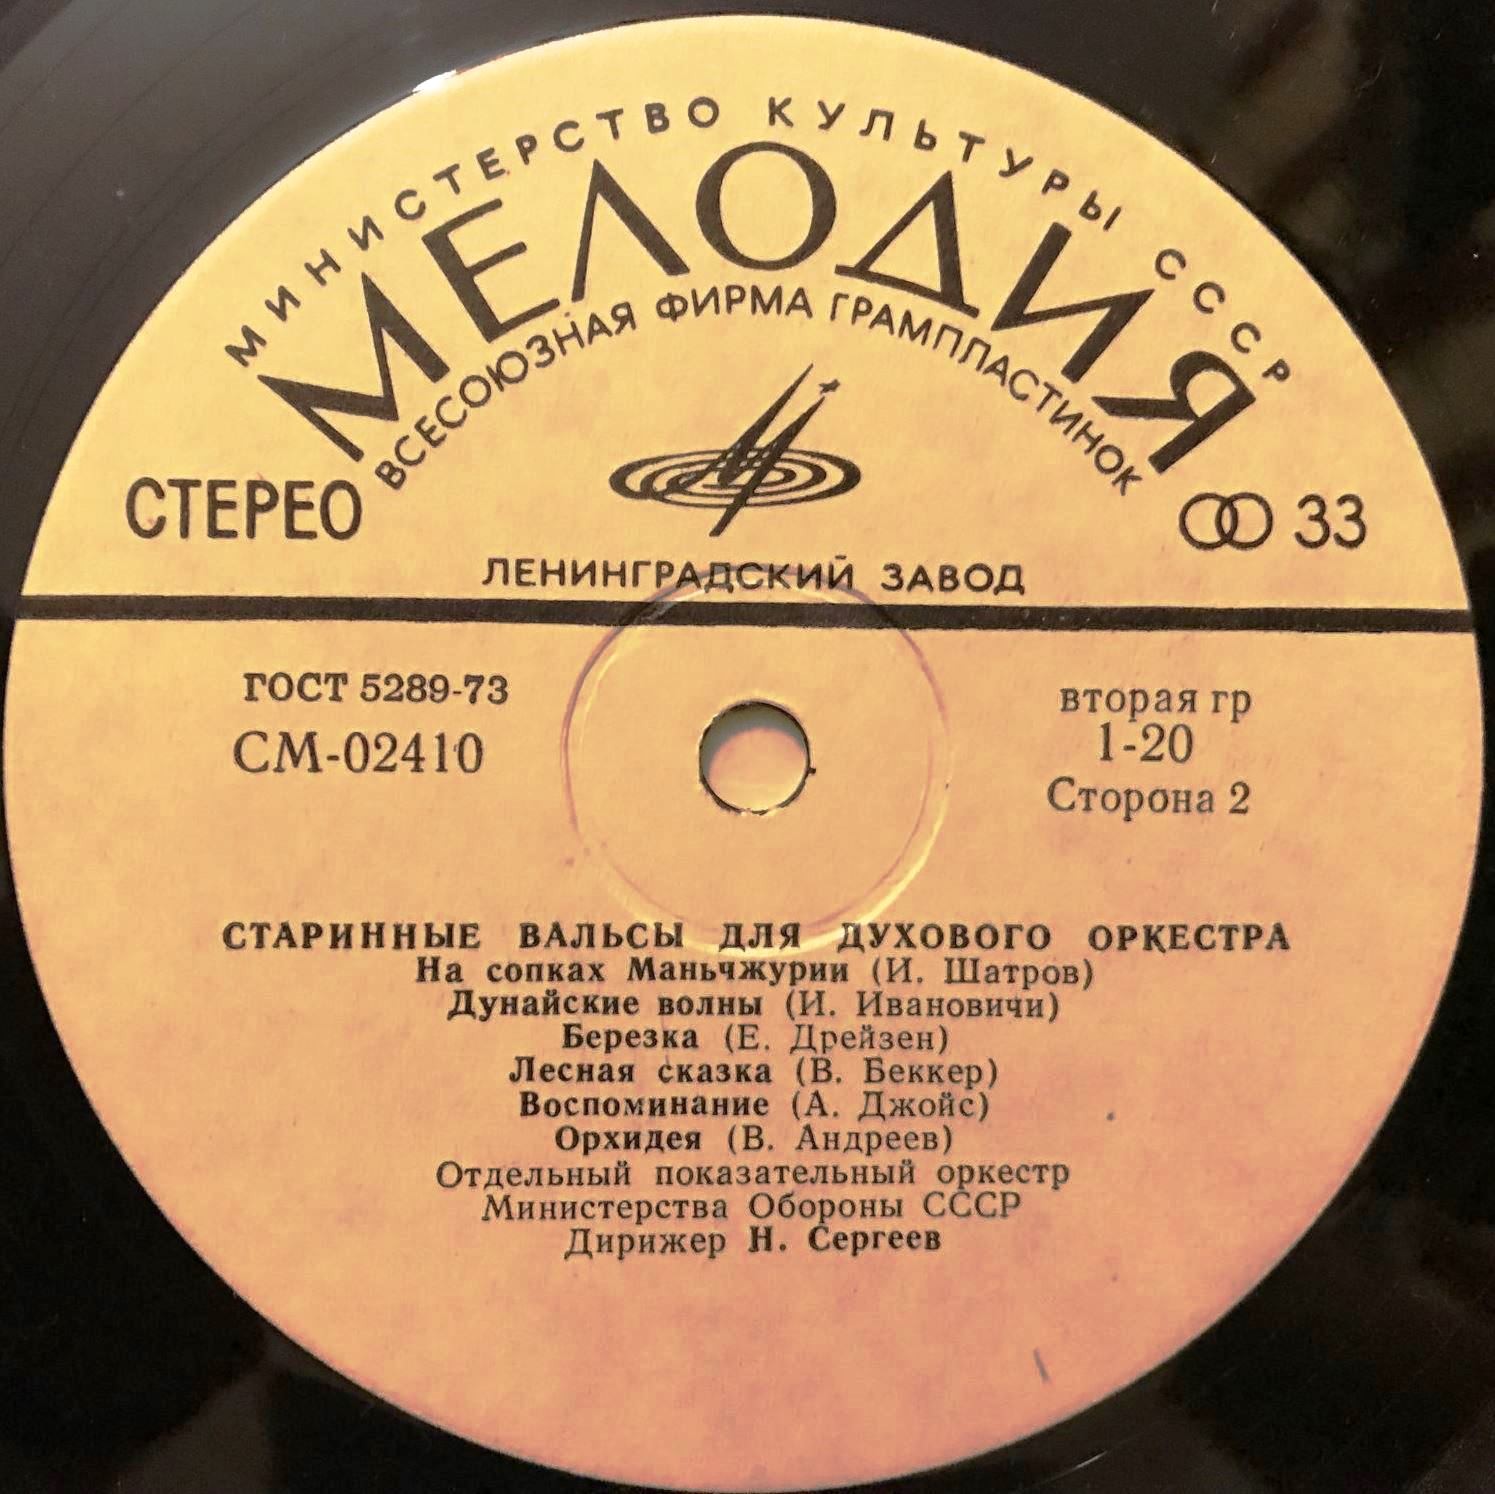 МИНИСТЕРСТВО КУЛЬТУРЫ СССР
МЕЛОДИЯ
ВСЕСОЮЗНАЯ ФИРМА ГРАМПЛАСТИНОК
СТЕРЕО
33
ЛЕНИНГРАДСКИЙ ЗАВОД
ГОСТ 5289-73
СМ-02410
вторая гр
1-20
Сторона 2
СТАРИННЫЕ ВАЛЬСЫ ДЛЯ ДУХОВОГО ОРКЕСТРА
На сопках Маньчжурии (И. Шатров)
Дунайские волны (И. Ивановичи)
Березка (Е. Дрейзен)
Лесная сказка (В. Беккер)
Воспоминание (А. Джойс)
Орхидея (В. Андреев)
Отдельный показательный оркестр
Министерства Обороны СССР
Дирижер Н. Сергеев